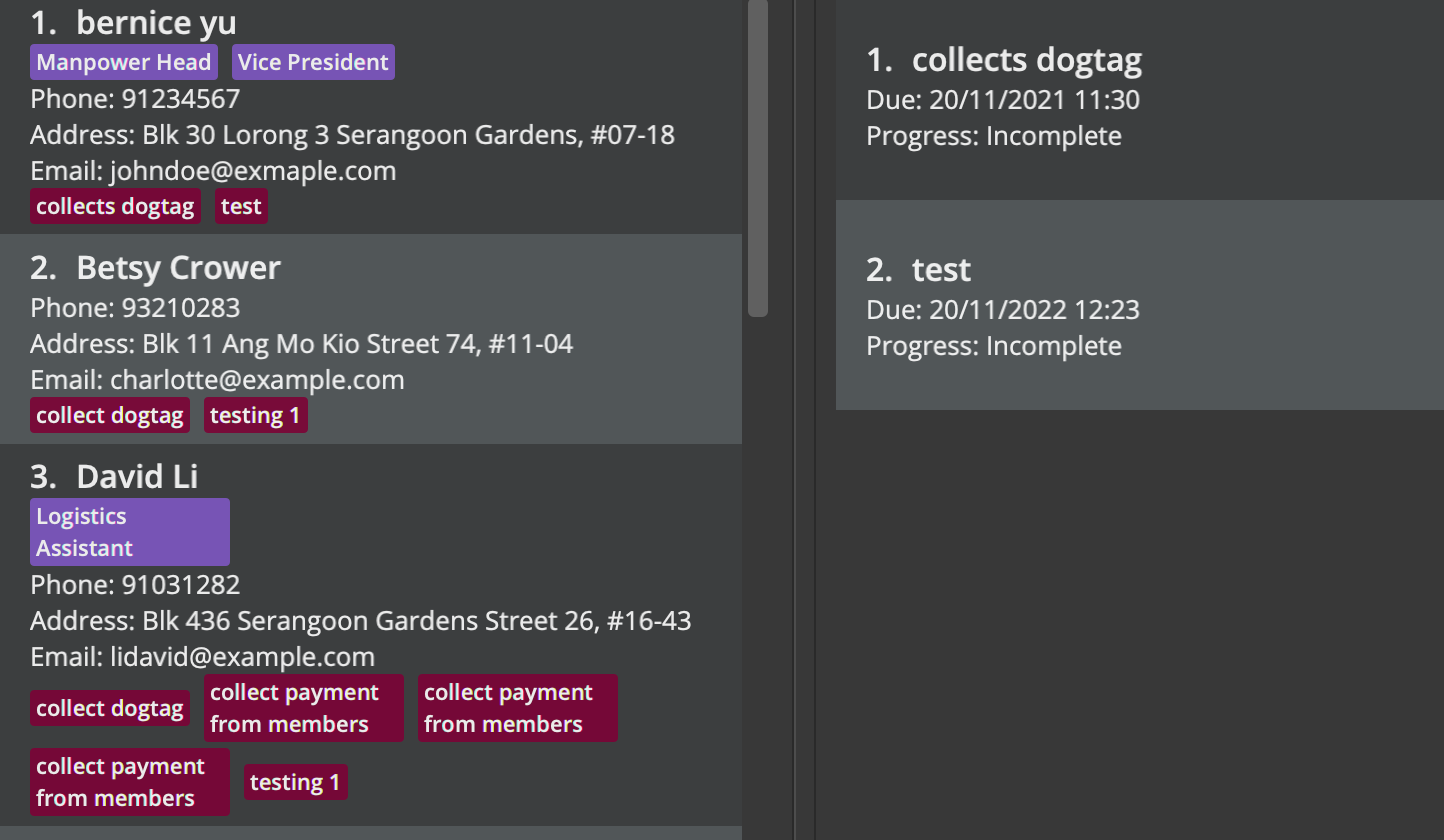 1. bernice yu
Manpower Head Vice President
Phone: 91234567
Address: Blk 30 Lorong 3 Serangoon Gardens, #07-18
Email: johndoe@exmaple.com
collects dogtag test
2. Betsy Crower
Phone: 93210283
Address: Blk 11 Ang Mo Kio Street 74, #11-04
Email: charlotte@example.com
collect dogtag testing 1
3. David Li
Logistics
Assistant
Phone: 91031282
Address: Blk 436 Serangoon Gardens Street 26, #16-43
Email: lidavid@example.com
collect dogtag
collect payment
from members
collect payment
from members
collect payment
from members
testing 1
1. collects dogtag
Due: 20/11/2021 11:30
Progress: Incomplete
2. test
Due: 20/11/2022 12:23
Progress: Incomplete